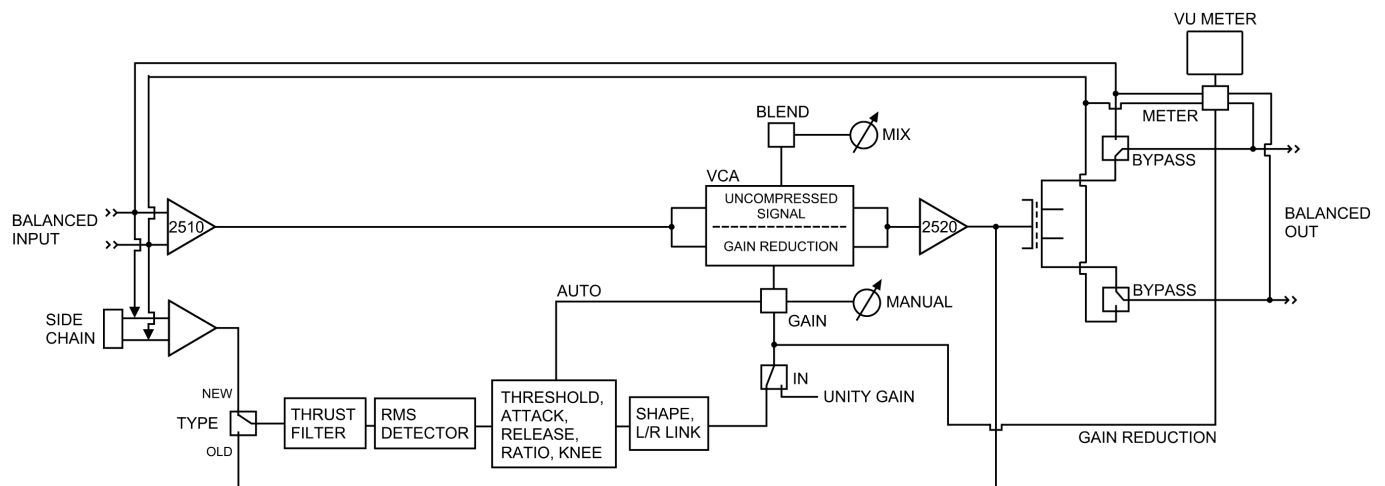 VU METER
METER
BLEND
MIX
BYPASS
VCA
UNCOMPRESSED
SIGNAL
GAIN REDUCTION
BALANCED
INPUT
2510
2520
BALANCED
OUT
BYPASS
AUTO
MANUAL
GAIN
SIDE
CHAIN
IN
UNITY GAIN
NEW
TYPE
OLD
THRUST
FILTER
RMS
DETECTOR
THRESHOLD,
ATTACK,
RELEASE,
RATIO, KNEE
SHAPE,
L/R LINK
GAIN REDUCTION